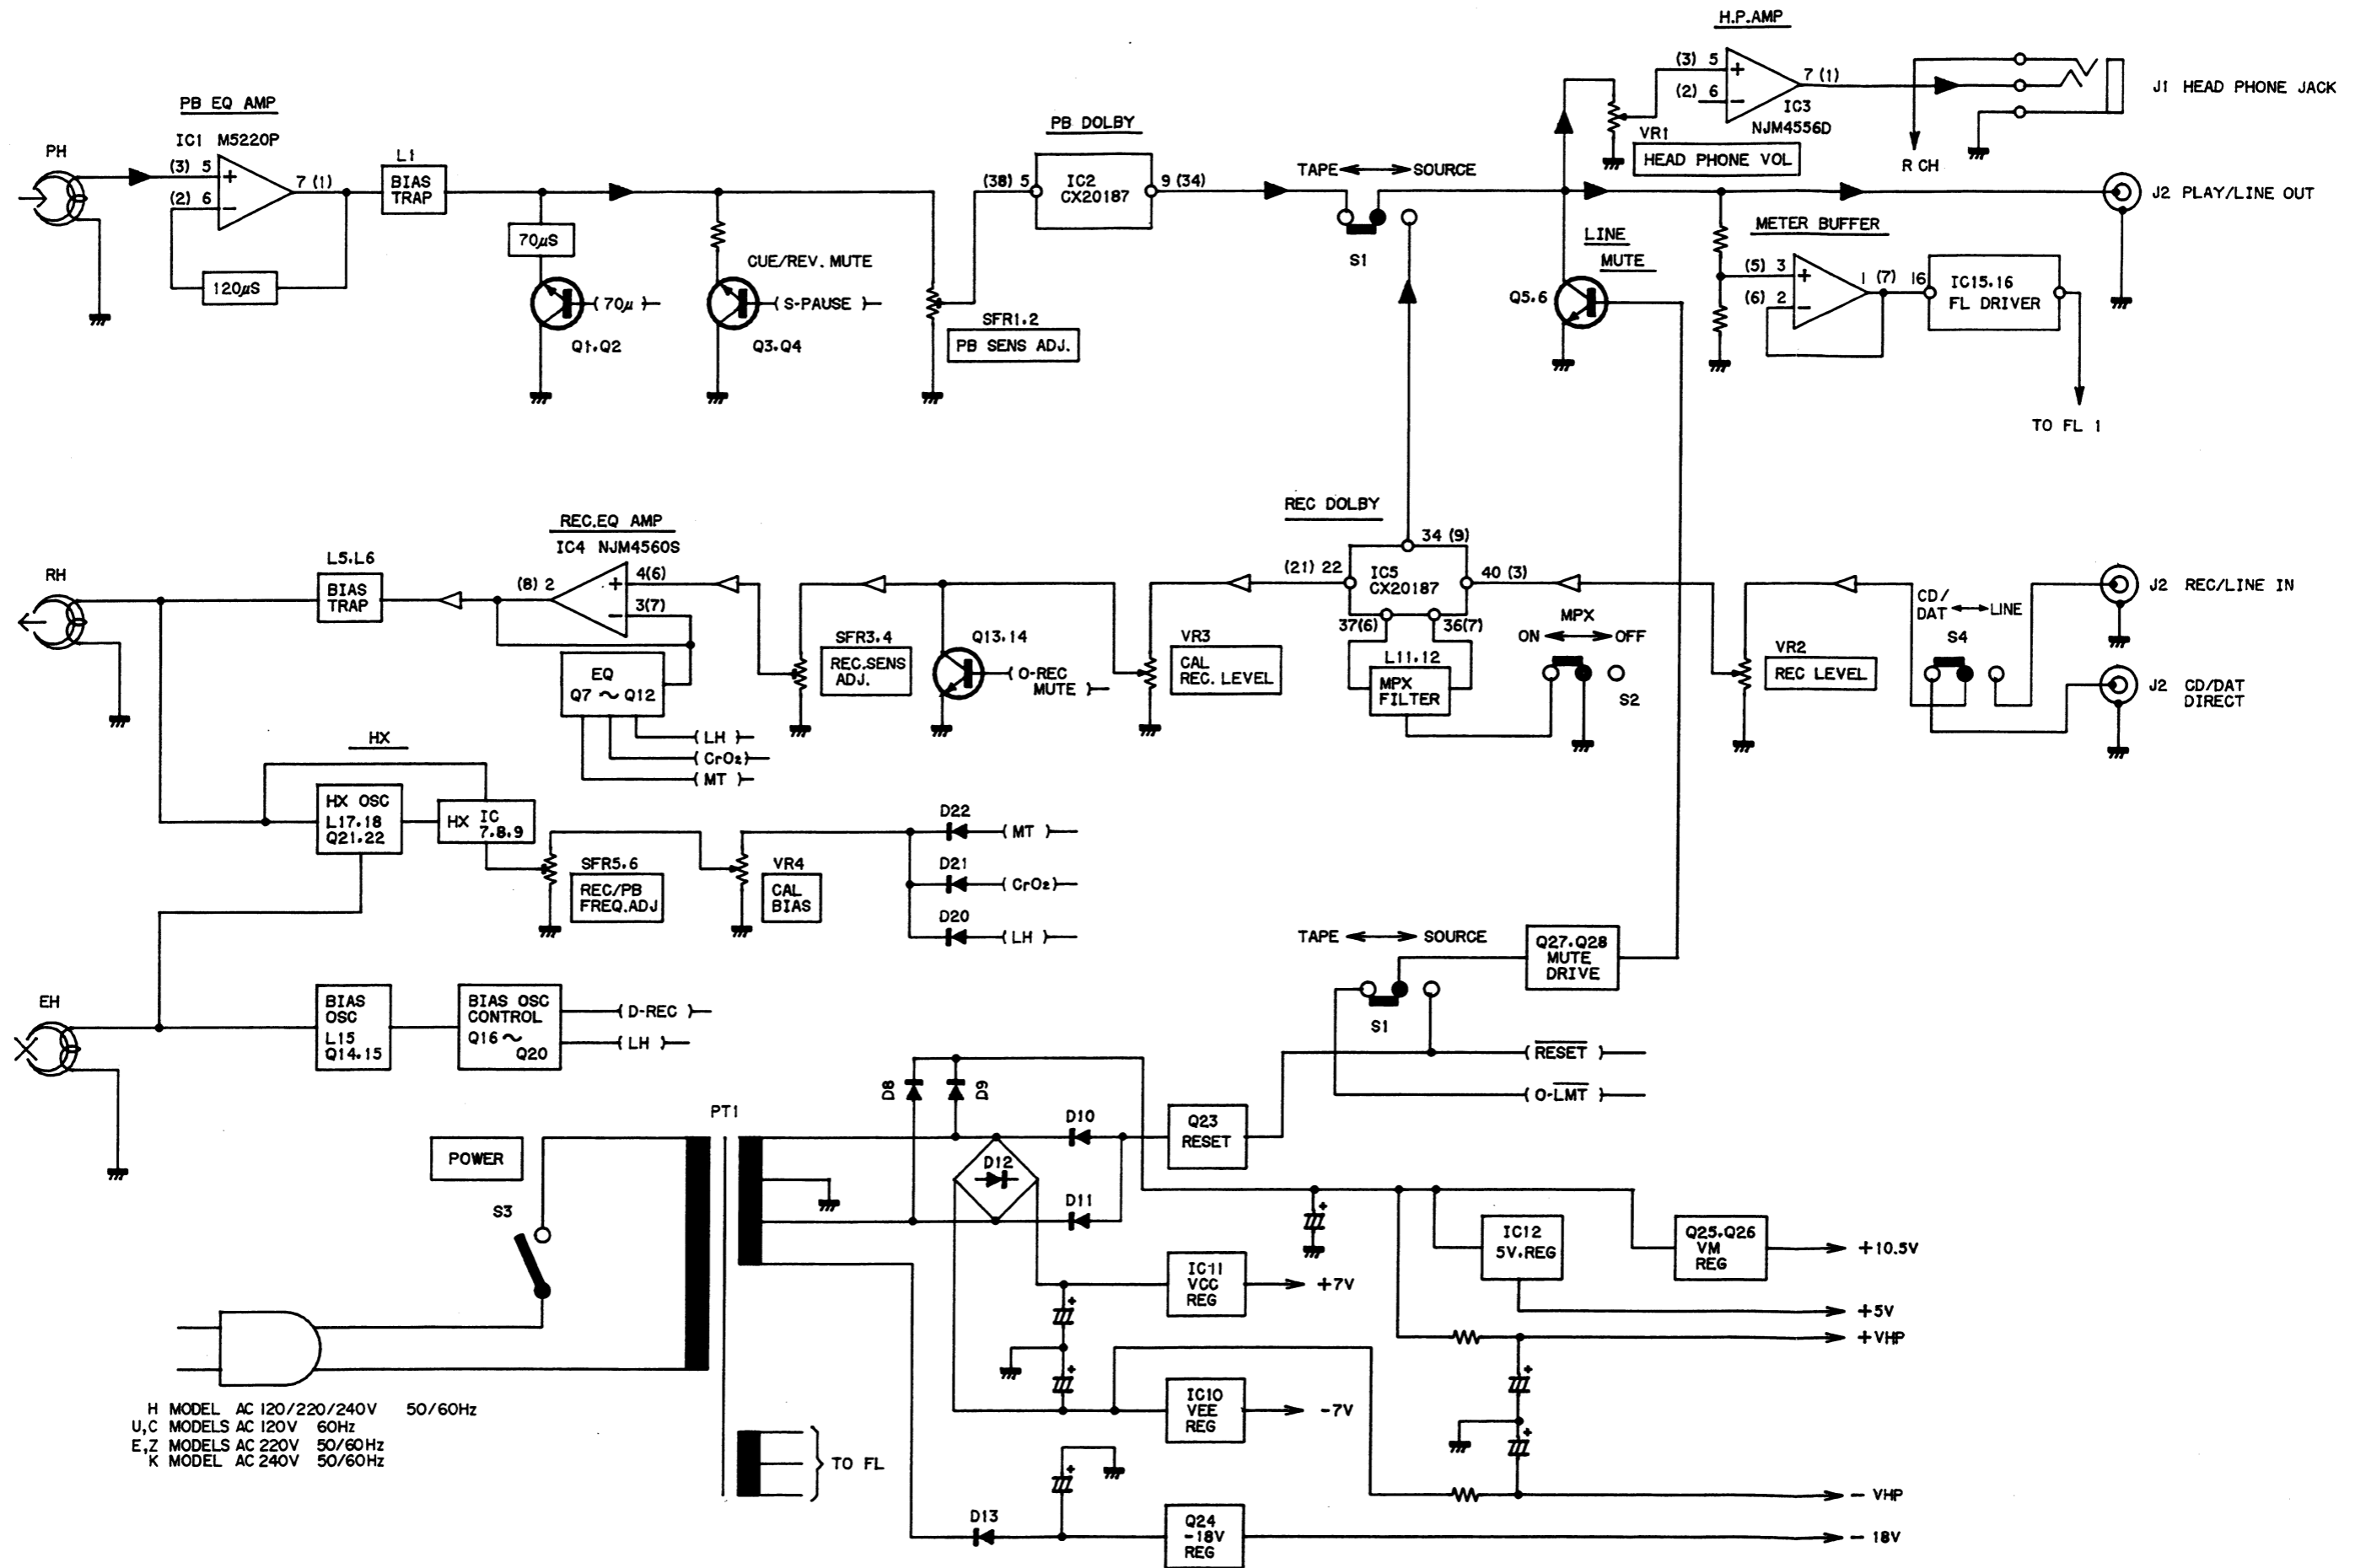 H.P.AMP
(3) 5
(2) 6
+
−
7 (1)
IC3
NJM4556D
VR1
HEAD PHONE VOL
J1 HEAD PHONE JACK
R CH
PB EQ AMP
IC1 M5220P
PH
(3) 5
(2) 6
+
−
7 (1)
120µS
L1
BIAS
TRAP
70µS
( 70µ )
Q1.Q2
CUE/REV. MUTE
( S-PAUSE )
Q3.Q4
SFR1.2
PB SENS ADJ.
PB DOLBY
(38) 5
IC2
CX20187
9 (34)
TAPE
SOURCE
S1
LINE
MUTE
Q5.6
J2 PLAY/LINE OUT
METER BUFFER
(5) 3
(6) 2
+
−
1 (7)
16
IC15.16
FL DRIVER
TO FL 1
REC DOLBY
34 (9)
(21) 22
IC5
CX20187
40 (3)
37(6)
36(7)
L11.12
MPX
FILTER
MPX
ON
OFF
S2
REC.EQ AMP
IC4 NJM4560S
RH
L5.L6
BIAS
TRAP
(8) 2
+
−
4(6)
3(7)
EQ
Q7 ~ Q12
( LH )
( CrO₂ )
( MT )
SFR3.4
REC.SENS
ADJ.
Q13.14
( O-REC
MUTE )
VR3
CAL
REC. LEVEL
VR2
REC LEVEL
CD/
DAT
LINE
S4
J2 REC/LINE IN
J2 CD/DAT
DIRECT
HX
HX OSC
L17.18
Q21.22
HX IC
7.8.9
SFR5.6
REC/PB
FREQ.ADJ
VR4
CAL
BIAS
D22
( MT )
D21
( CrO₂ )
D20
( LH )
EH
BIAS
OSC
L15
Q14.15
BIAS OSC
CONTROL
Q16 ~
Q20
( D-REC )
( LH )
TAPE
SOURCE
S1
Q27.Q28
MUTE
DRIVE
( R̅E̅S̅E̅T̅ )
( O-L̅M̅T̅ )
POWER
S3
PT1
D8
D9
D10
D11
D12
Q23
RESET
+
IC12
5V.REG
Q25.Q26
VM
REG
+10.5V
+5V
+VHP
IC11
VCC
REG
+7V
+
+
IC10
VEE
REG
-7V
+
+
- VHP
+
D13
Q24
-18V
REG
- 18V
TO FL
H MODEL AC 120/220/240V 50/60Hz
U,C MODELS AC 120V 60Hz
E,Z MODELS AC 220V 50/60Hz
K MODEL AC 240V 50/60Hz